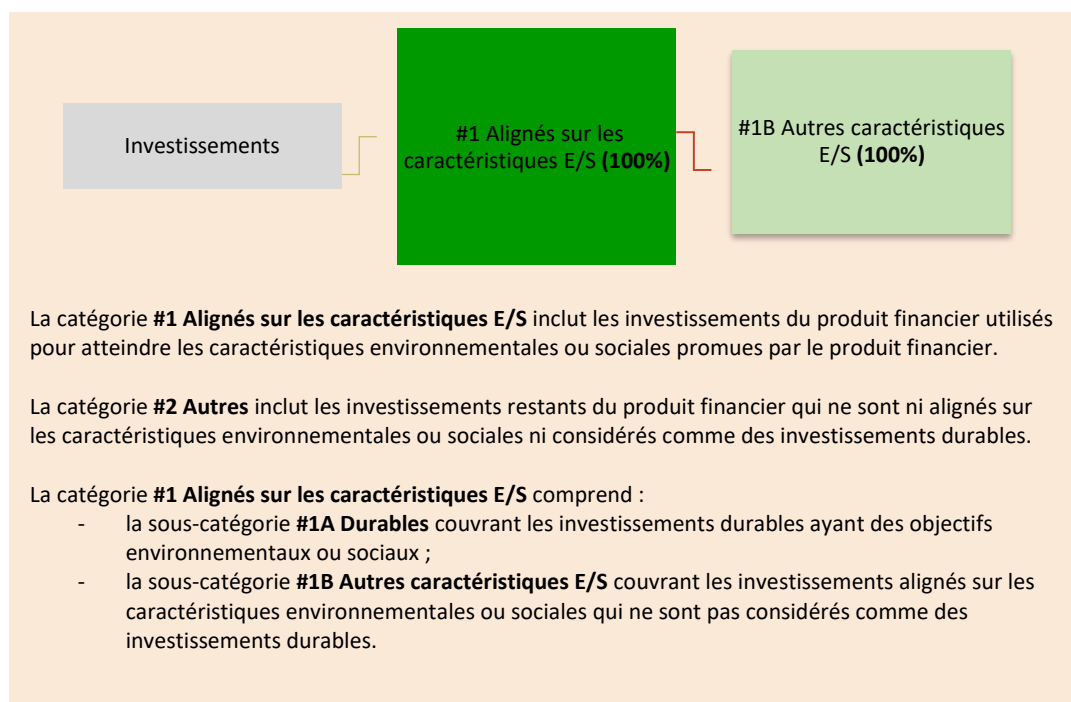 Investissements
#1 Alignés sur les
caractéristiques E/S (100%)
#1B Autres caractéristiques
E/S (100%)
La catégorie #1 Alignés sur les caractéristiques E/S inclut les investissements du produit financier utilisés
pour atteindre les caractéristiques environnementales ou sociales promues par le produit financier.
La catégorie #2 Autres inclut les investissements restants du produit financier qui ne sont ni alignés sur
les caractéristiques environnementales ou sociales ni considérés comme des investissements durables.
La catégorie #1 Alignés sur les caractéristiques E/S comprend :
- la sous-catégorie #1A Durables couvrant les investissements durables ayant des objectifs
environnementaux ou sociaux ;
- la sous-catégorie #1B Autres caractéristiques E/S couvrant les investissements alignés sur les
caractéristiques environnementales ou sociales qui ne sont pas considérés comme des
investissements durables.